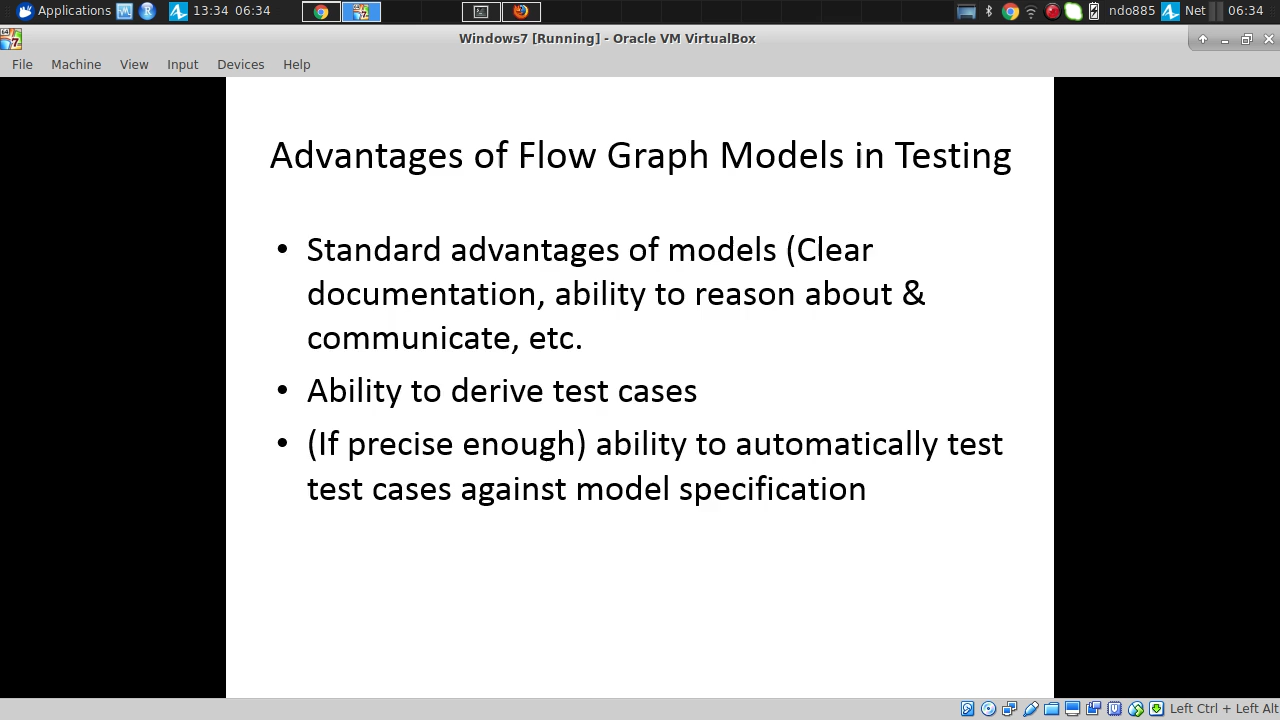 Applications 13:34 06:34 ndo885 Net 06:34
Windows7 [Running] - Oracle VM VirtualBox
File Machine View Input Devices Help
Advantages of Flow Graph Models in Testing
• Standard advantages of models (Clear
documentation, ability to reason about &
communicate, etc.
• Ability to derive test cases
• (If precise enough) ability to automatically test
test cases against model specification
Left Ctrl + Left Alt